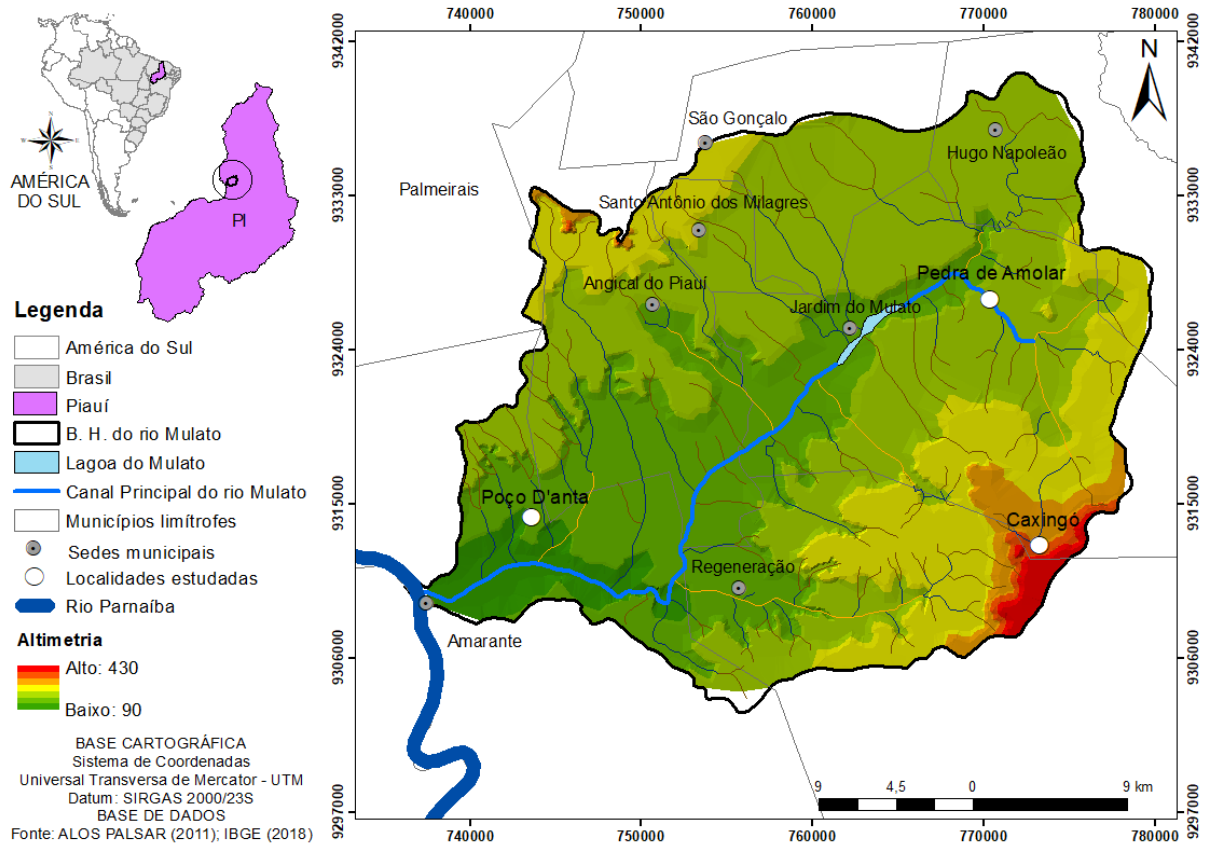 740000 750000 760000 770000 780000
9342000
9333000
9324000
9315000
9306000
9297000
N
S
E
W
N
AMÉRICA
DO SUL
PI
Legenda
América do Sul
Brasil
Piauí
B. H. do rio Mulato
Lagoa do Mulato
Canal Principal do rio Mulato
Municípios limítrofes
Sedes municipais
Localidades estudadas
Rio Parnaíba
Altimetria
Alto: 430
Baixo: 90
BASE CARTOGRÁFICA
Sistema de Coordenadas
Universal Transversa de Mercator - UTM
Datum: SIRGAS 2000/23S
BASE DE DADOS
Fonte: ALOS PALSAR (2011); IBGE (2018)
São Gonçalo
Hugo Napoleão
Palmeirais
Santo Antônio dos Milagres
Pedra de Amolar
Angical do Piauí
Jardim do Mulato
Poço D'anta
Caxingó
Regeneração
Amarante
9 4,5 0 9 km
9342000
9333000
9324000
9315000
9306000
9297000
740000 750000 760000 770000 780000